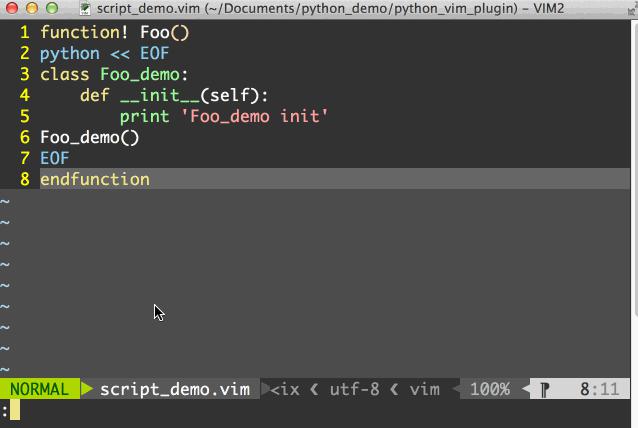 script_demo.vim (~/Documents/python_demo/python_vim_plugin) – VIM2
1 function! Foo()
2 python << EOF
3 class Foo_demo:
4     def __init__(self):
5         print 'Foo_demo init'
6 Foo_demo()
7 EOF
8 endfunction
~
~
~
~
~
~
~
~
~
NORMAL script_demo.vim <ix ❮ utf-8 ❮ vim 100% ¶ 8:11
: